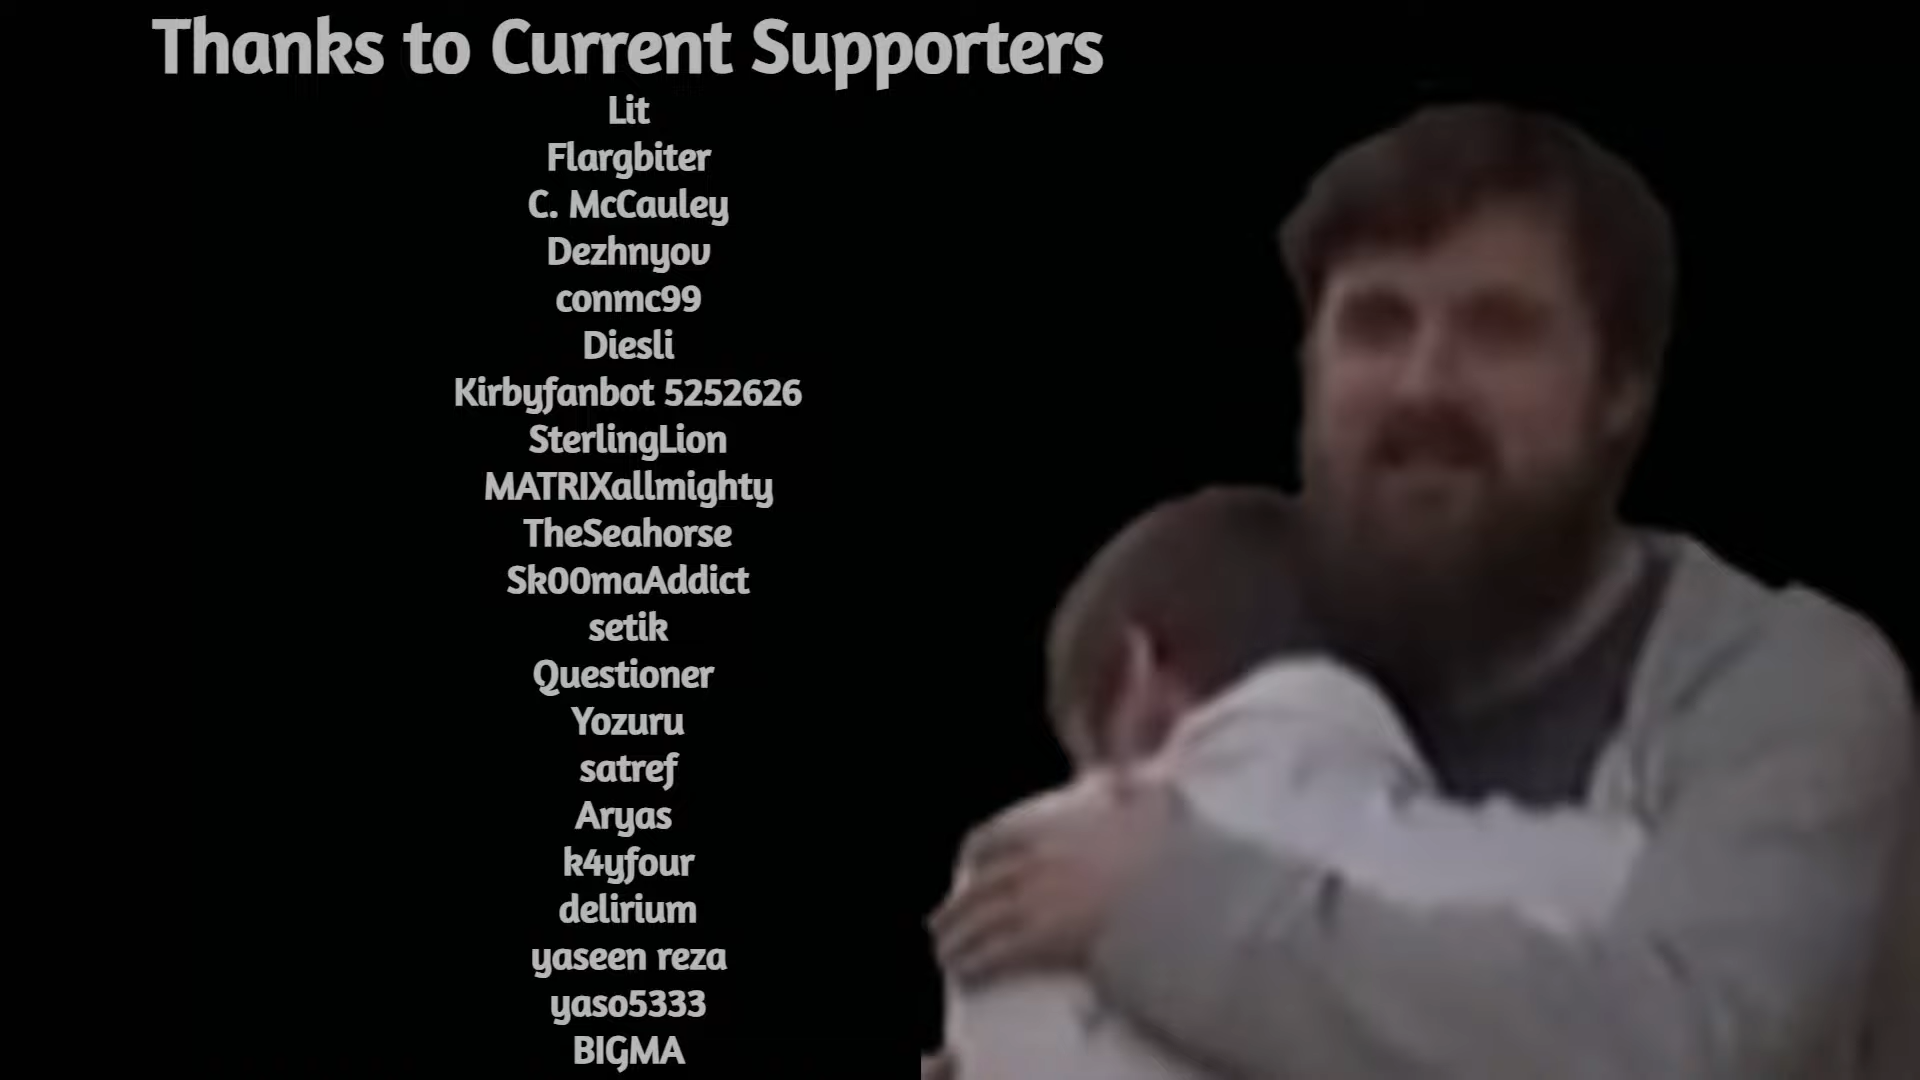 Thanks to Current Supporters
Lit
Flargbiter
C. McCauley
Dezhnyov
conmc99
Diesli
Kirbyfanbot 5252626
SterlingLion
MATRIXallmighty
TheSeahorse
Sk00maAddict
setik
Questioner
Yozuru
satref
Aryas
k4yfour
delirium
yaseen reza
yaso5333
BIGMA